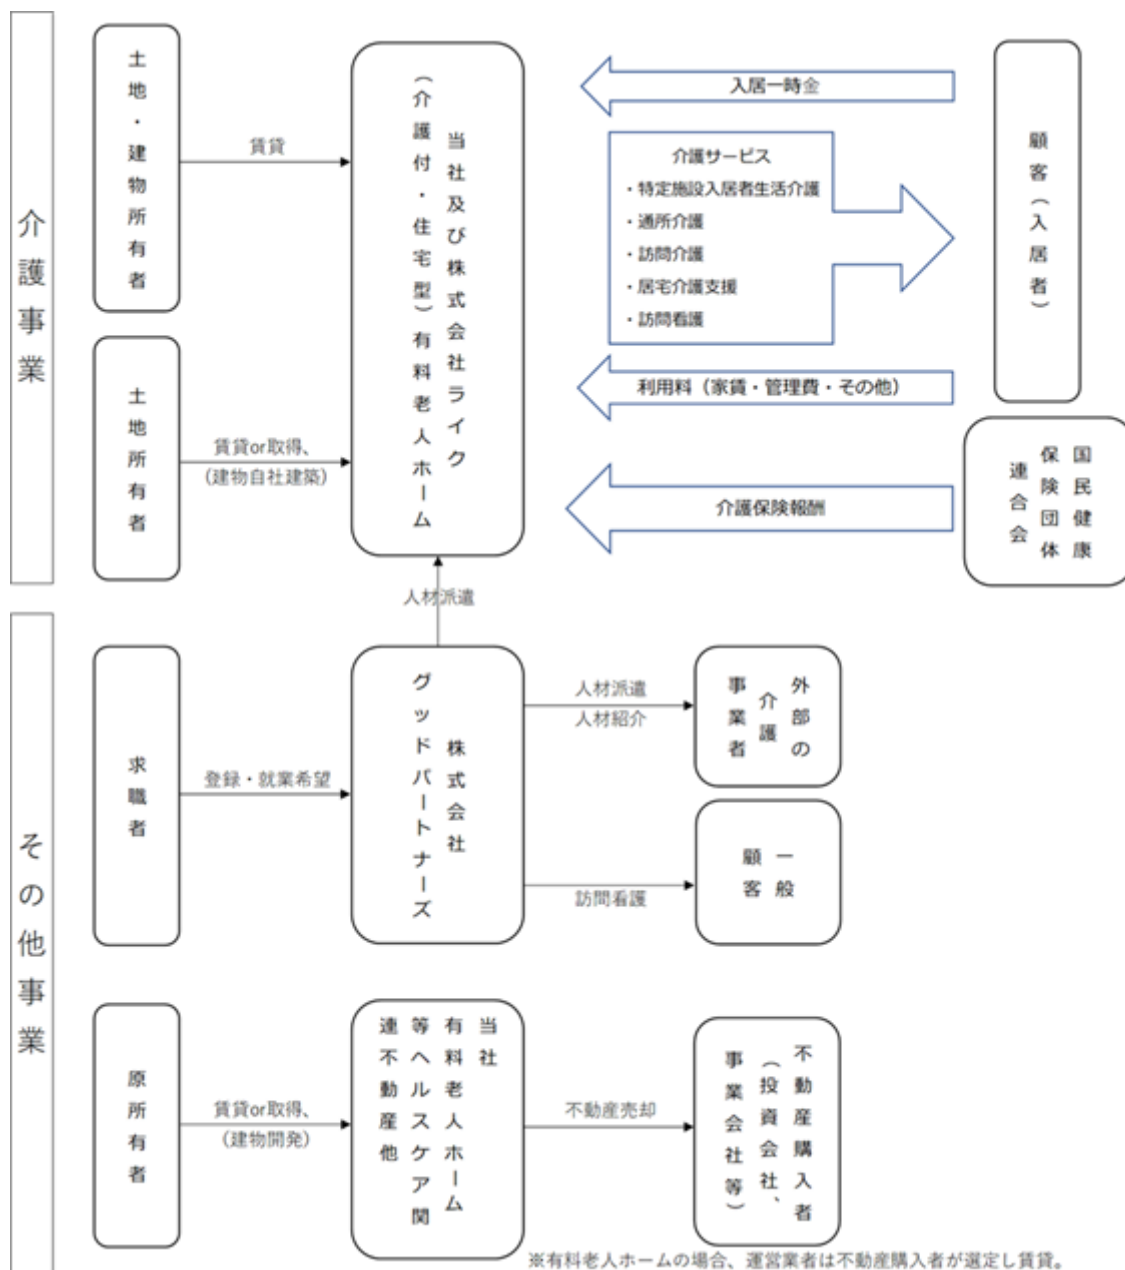 介護事業
土地・建物所有者
賃貸
当社及び株式会社ライク
（介護付・住宅型）有料老人ホーム
入居一時金
介護サービス
・特定施設入居者生活介護
・通所介護
・訪問介護
・居宅介護支援
・訪問看護
顧客（入居者）
土地所有者
賃貸or取得、
(建物自社建築)
利用料（家賃・管理費・その他）
介護保険報酬
国民健康
保険団体
連合会
人材派遣
その他事業
求職者
登録・就業希望
株式会社
グッドパートナーズ
人材派遣
人材紹介
外部の
介護
事業者
訪問看護
一般
顧客
原所有者
賃貸or取得、
(建物開発)
当社
有料老人ホーム
等ヘルスケア関
連不動産他
不動産売却
不動産購入者
（投資会社、
事業会社等）
※有料老人ホームの場合、運営業者は不動産購入者が選定し賃貸。